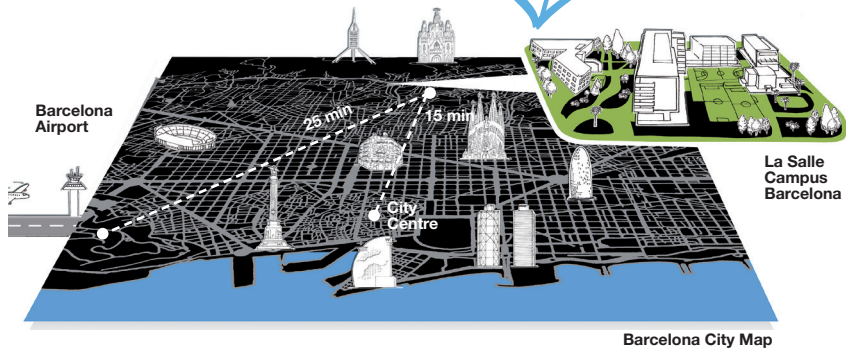 Barcelona
Airport
25 min
15 min
City
Centre
La Salle
Campus
Barcelona
Barcelona City Map